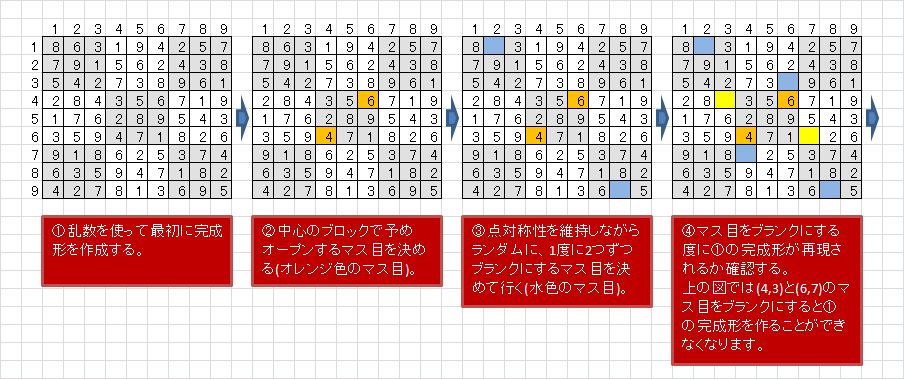 1 2 3 4 5 6 7 8 9
1 8 6 3 1 9 4 2 5 7
2 7 9 1 5 6 2 4 3 8
3 5 4 2 7 3 8 9 6 1
4 2 8 4 3 5 6 7 1 9
5 1 7 6 2 8 9 5 4 3
6 3 5 9 4 7 1 8 2 6
7 9 1 8 6 2 5 3 7 4
8 6 3 5 9 4 7 1 8 2
9 4 2 7 8 1 3 6 9 5
①乱数を使って最初に完成
形を作成する。
1 2 3 4 5 6 7 8 9
8 6 3 1 9 4 2 5 7
7 9 1 5 6 2 4 3 8
5 4 2 7 3 8 9 6 1
2 8 4 3 5 6 7 1 9
1 7 6 2 8 9 5 4 3
3 5 9 4 7 1 8 2 6
9 1 8 6 2 5 3 7 4
6 3 5 9 4 7 1 8 2
4 2 7 8 1 3 6 9 5
②中心のブロックで予め
オープンするマス目を決め
る(オレンジ色のマス目)。
1 2 3 4 5 6 7 8 9
8 3 1 9 4 2 5 7
7 9 1 5 6 2 4 3 8
5 4 2 7 3 8 9 6 1
2 8 4 3 5 6 7 1 9
1 7 6 2 8 9 5 4 3
3 5 9 4 7 1 8 2 6
9 1 8 6 2 5 3 7 4
6 3 5 9 4 7 1 8 2
4 2 7 8 1 3 6 5
③点対称性を維持しながら
ランダムに、1度に2つずつ
ブランクにするマス目を決
めて行く(水色のマス目)。
1 2 3 4 5 6 7 8 9
8 3 1 9 4 2 5 7
7 9 1 5 6 2 4 3 8
5 4 2 7 3 9 6 1
2 8 3 5 6 7 1 9
1 7 6 2 8 9 5 4 3
3 5 9 4 7 1 2 6
9 1 8 2 5 3 7 4
6 3 5 9 4 7 1 8 2
4 2 7 8 1 3 6 5
④マス目をブランクにする
度に①の完成形が再現さ
れるか確認する。
上の図では(4,3)と(6,7)のマ
ス目をブランクにすると①
の完成形を作ることができ
なくなります。